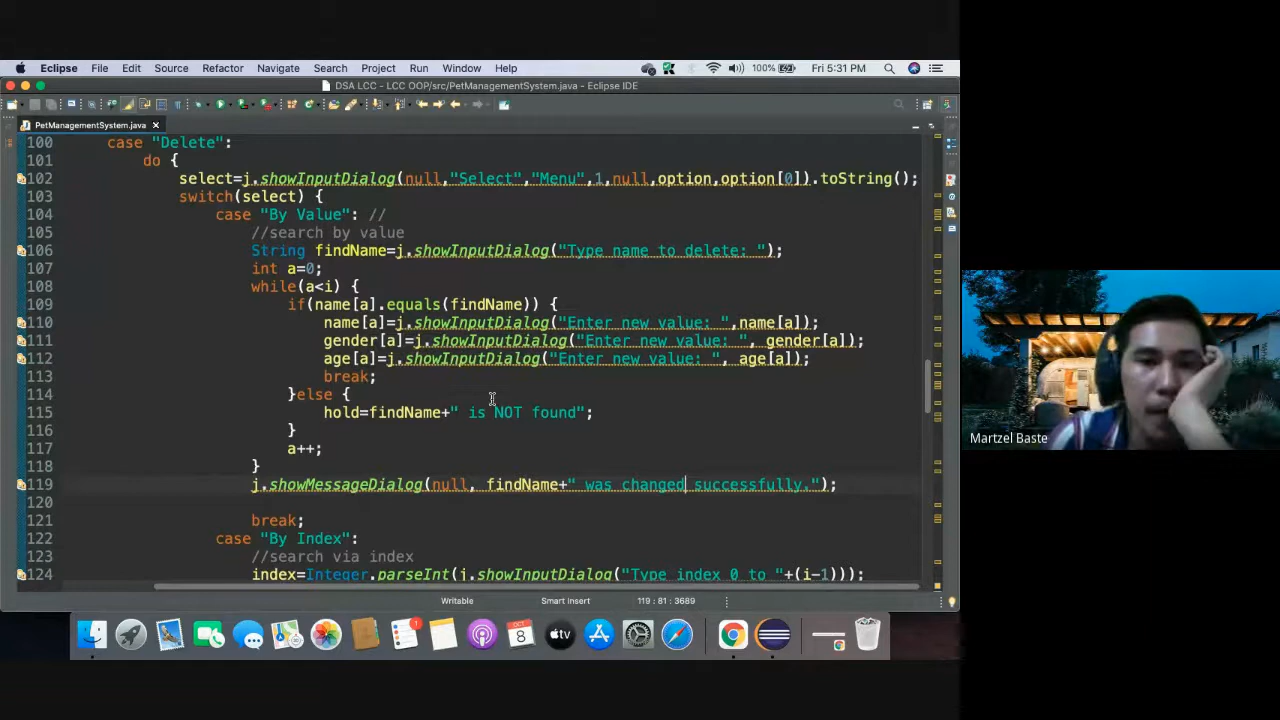 Eclipse File Edit Source Refactor Navigate Search Project Run Window Help 100% Fri 5:31 PM
DSA LCC - LCC OOP/src/PetManagementSystem.java - Eclipse IDE
PetManagementSystem.java
100 case "Delete":
101 do {
102 select=j.showInputDialog(null,"Select","Menu",1,null,option,option[0]).toString();
103 switch(select) {
104 case "By Value": //
105 //search by value
106 String findName=j.showInputDialog("Type name to delete: ");
107 int a=0;
108 while(a<i) {
109 if(name[a].equals(findName)) {
110 name[a]=j.showInputDialog("Enter new value: ",name[a]);
111 gender[a]=j.showInputDialog("Enter new value: ", gender[a]);
112 age[a]=j.showInputDialog("Enter new value: ", age[a]);
113 break;
114 }else {
115 hold=findName+" is NOT found";
116 }
117 a++;
118 }
119 j.showMessageDialog(null, findName+" was changed successfully.");
120
121 break;
122 case "By Index":
123 //search via index
124 index=Integer.parseInt(j.showInputDialog("Type index 0 to "+(i-1)));
Writable Smart Insert 119 : 81 : 3689
OCT
8
tv
1
Martzel Baste